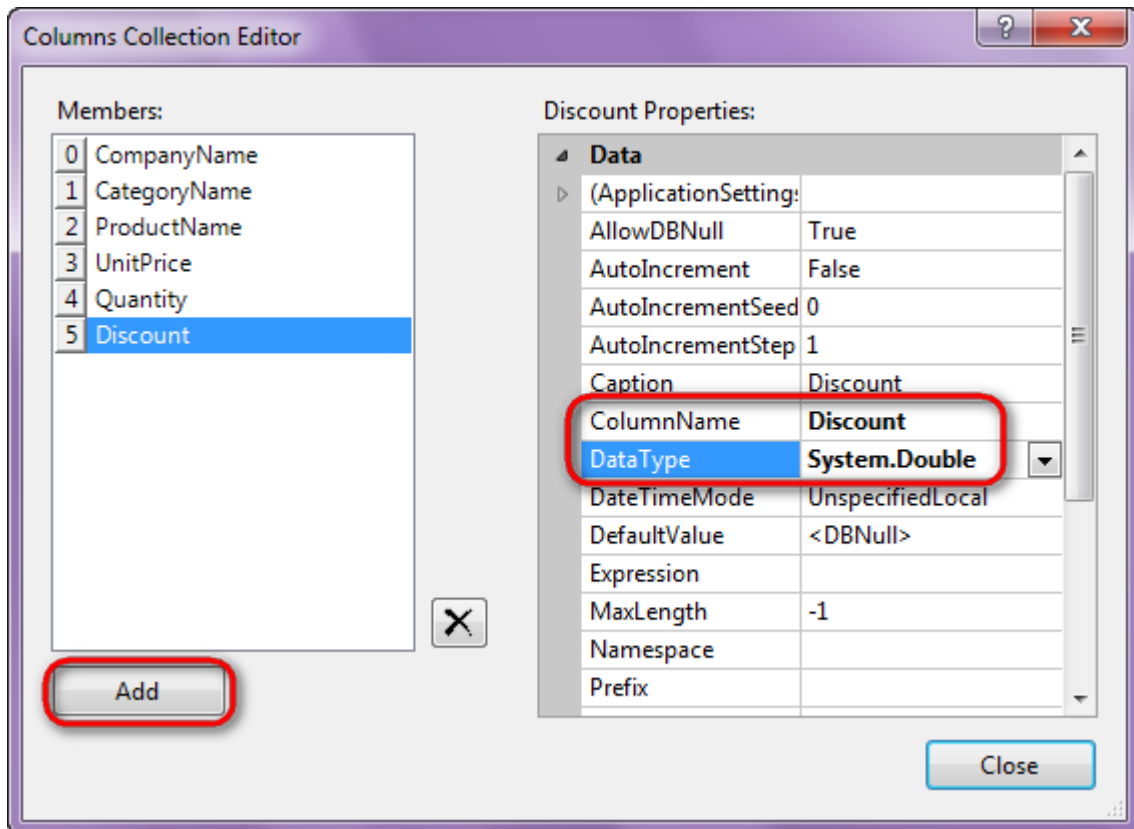 Columns Collection Editor
?
X
Members:
0 CompanyName
1 CategoryName
2 ProductName
3 UnitPrice
4 Quantity
5 Discount
Add
Discount Properties:
Data
(ApplicationSettings
AllowDBNull True
AutoIncrement False
AutoIncrementSeed 0
AutoIncrementStep 1
Caption Discount
ColumnName Discount
DataType System.Double
DateTimeMode UnspecifiedLocal
DefaultValue <DBNull>
Expression
MaxLength -1
Namespace
Prefix
Close